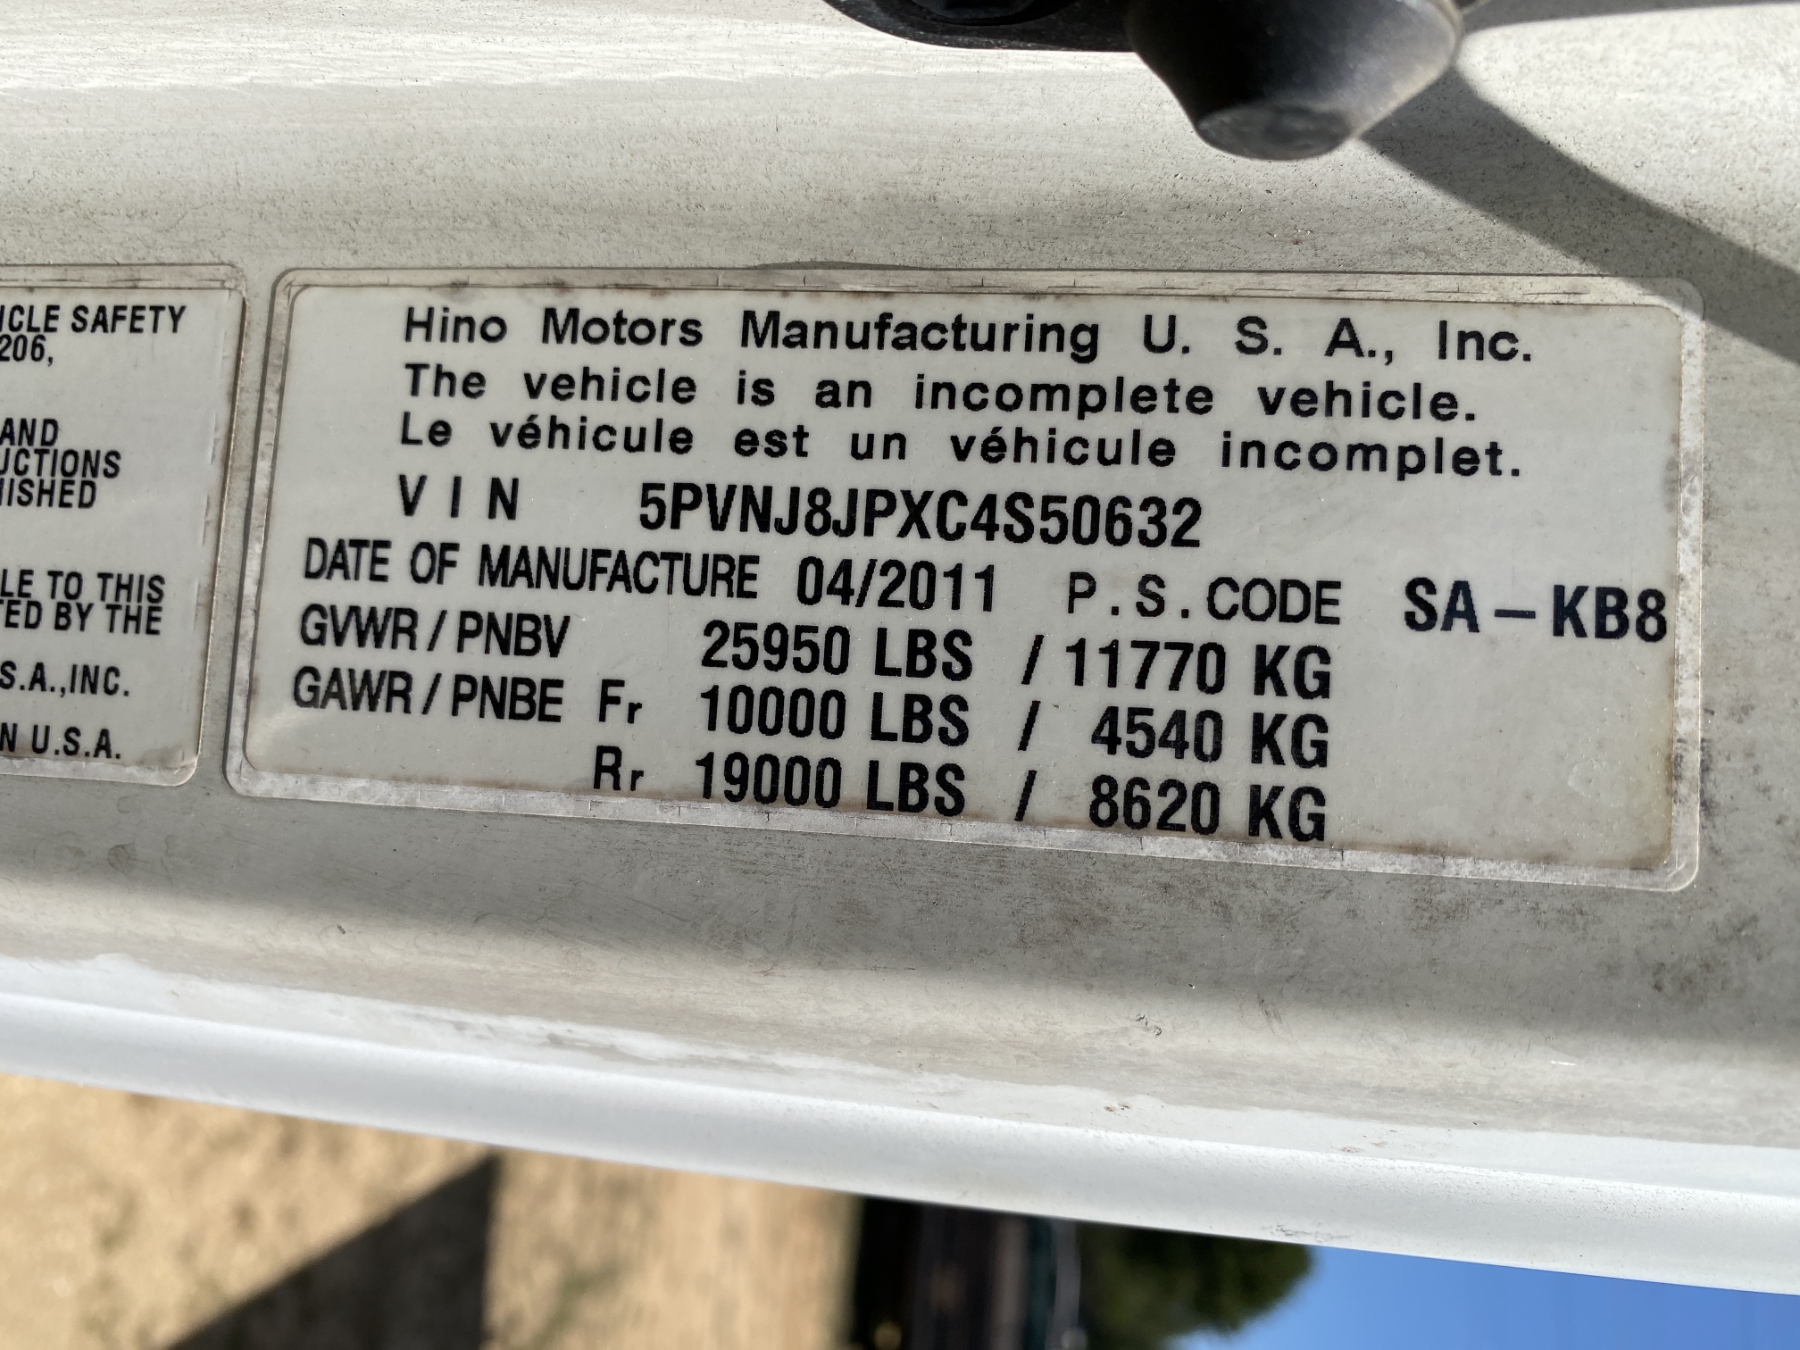 ICLE SAFETY
206,
AND
UCTIONS
NISHED
LE TO THIS
TED BY THE
S.A.,INC.
N U.S.A.
Hino Motors Manufacturing U. S. A., Inc.
The vehicle is an incomplete vehicle.
Le véhicule est un véhicule incomplet.
VIN 5PVNJ8JPXC4S50632
DATE OF MANUFACTURE 04/2011 P.S.CODE SA-KB8
GVWR/PNBV 25950 LBS / 11770 KG
GAWR/PNBE Fr 10000 LBS / 4540 KG
Rr 19000 LBS / 8620 KG